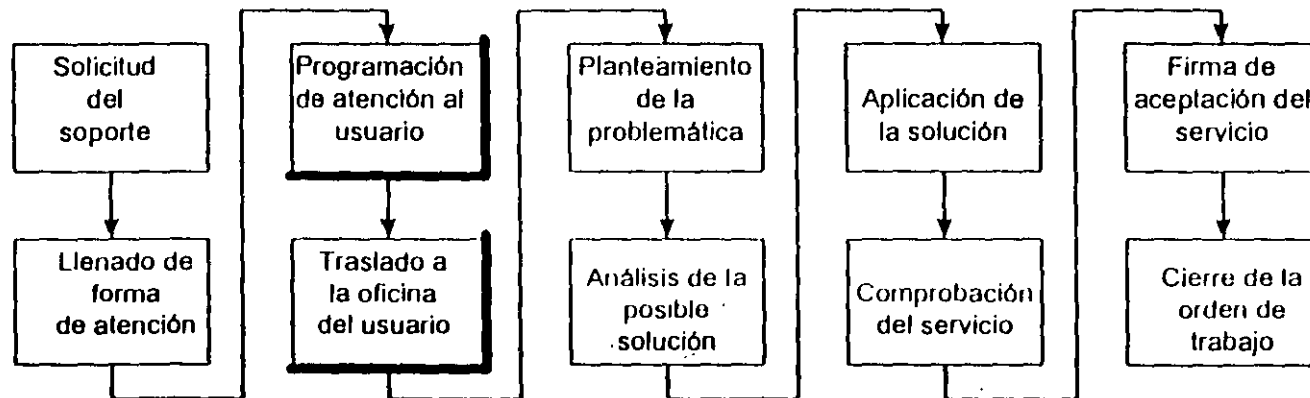 Solicitud
del
soporte
Llenado de
forma
de atención
Programación
de atención al
usuario
Traslado a
la oficina
del usuario
Planteamiento
de la
problemática
Análisis de la
posible
solución
Aplicación de
la solución
Comprobación
del servicio
Firma de
aceptación del
servicio
Cierre de la
orden de
trabajo